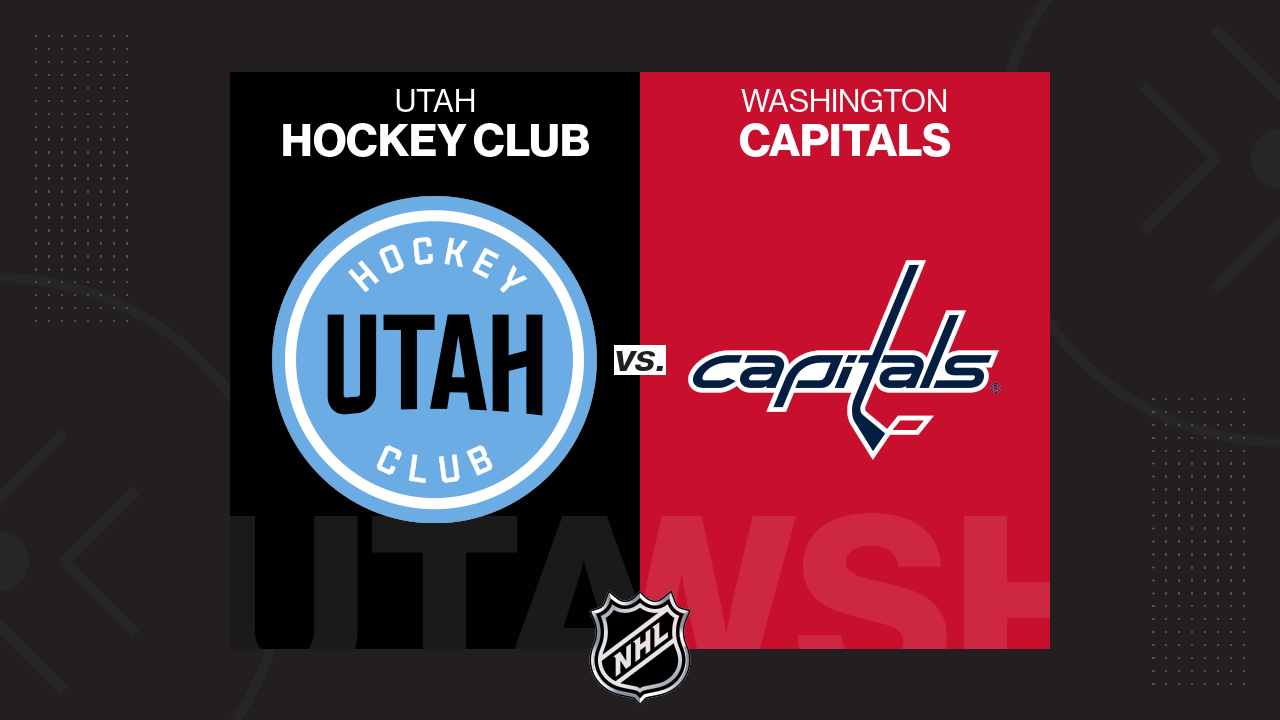 UTAH
HOCKEY CLUB
WASHINGTON
CAPITALS
HOCKEY
UTAH
CLUB
vs.
capitals
®
UTA
WSH
NHL